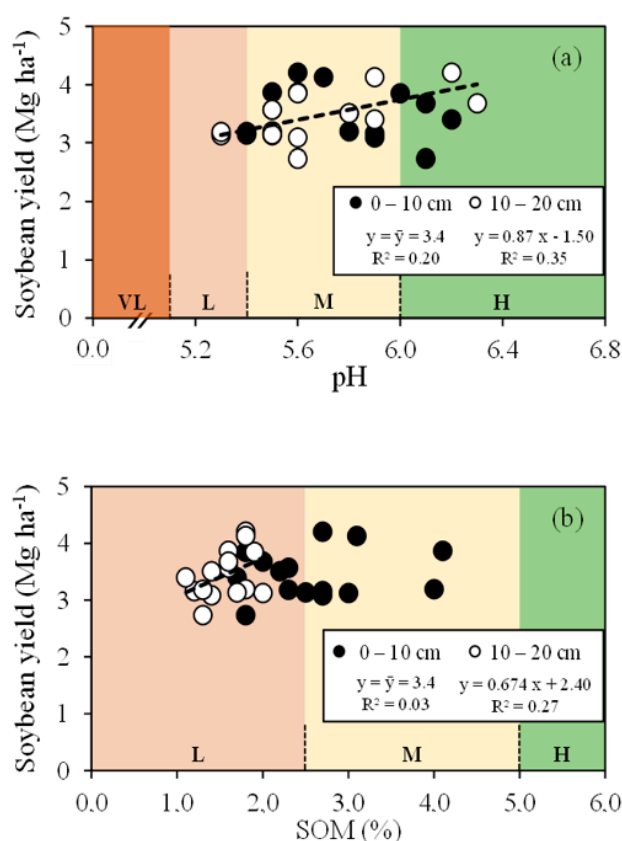 5
(a)
4
3
2
1
0
Soybean yield (Mg ha⁻¹)
0 – 10 cm 10 – 20 cm
y = ȳ = 3.4 y = 0.87 x - 1.50
R² = 0.20 R² = 0.35
VL L M H
0.0 5.2 5.6 6.0 6.4 6.8
pH
5
(b)
4
3
2
1
0
Soybean yield (Mg ha⁻¹)
0 – 10 cm 10 – 20 cm
y = ȳ = 3.4 y = 0.674 x + 2.40
R² = 0.03 R² = 0.27
L M H
0,0 1,0 2,0 3,0 4,0 5,0 6,0
SOM (%)